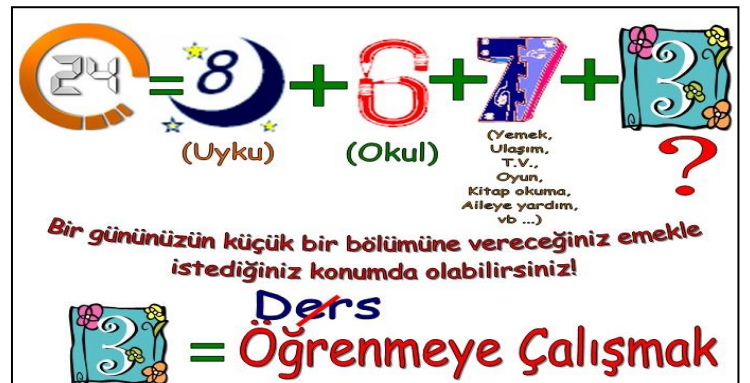 24 = 8 + 6 + 7 + 3
(Uyku) (Okul) (Yemek,
Ulaşım,
T.V.,
Oyun,
Kitap okuma,
Aileye yardım,
vb ...)
?
Bir gününüzün küçük bir bölümüne vereceğiniz emekle
istediğiniz konumda olabilirsiniz!
Ders
3 = Öğrenmeye Çalışmak